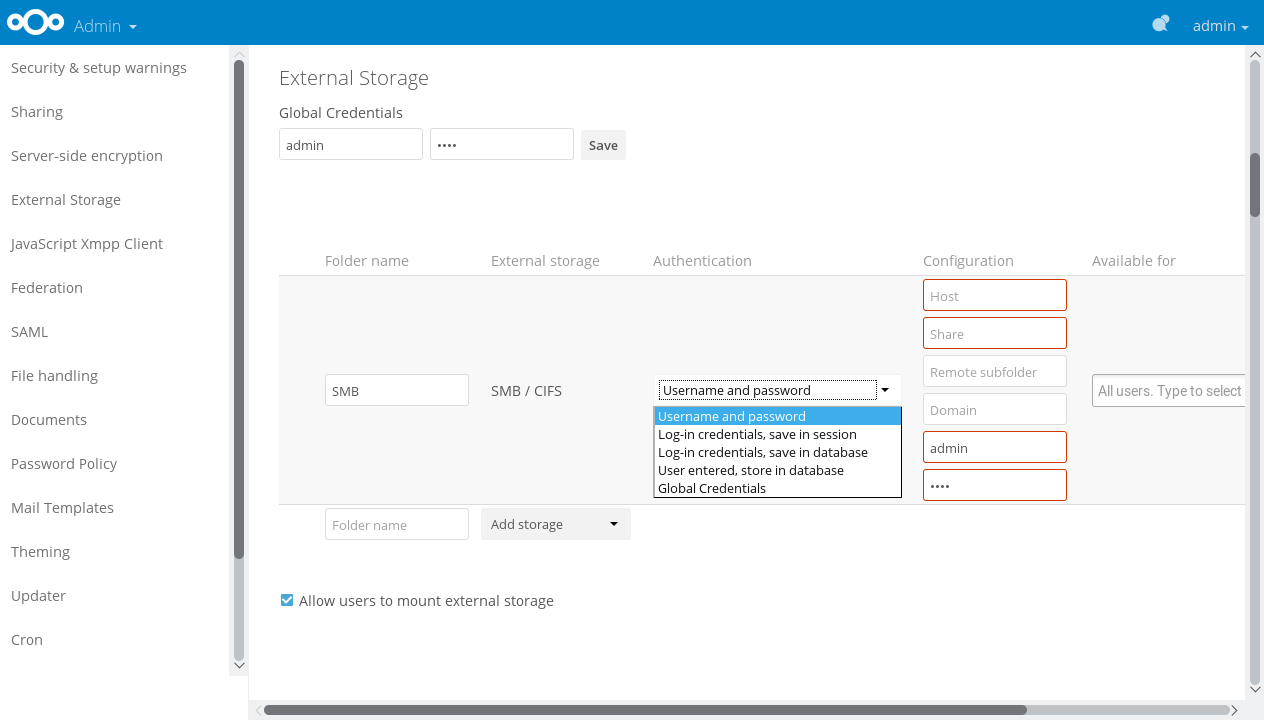 Admin
admin
Security & setup warnings
Sharing
Server-side encryption
External Storage
JavaScript Xmpp Client
Federation
SAML
File handling
Documents
Password Policy
Mail Templates
Theming
Updater
Cron
External Storage
Global Credentials
admin
••••
Save
Folder name External storage Authentication Configuration Available for
SMB
SMB / CIFS
Username and password
Username and password
Log-in credentials, save in session
Log-in credentials, save in database
User entered, store in database
Global Credentials
Host
Share
Remote subfolder
Domain
admin
••••
All users. Type to select
Folder name
Add storage
Allow users to mount external storage